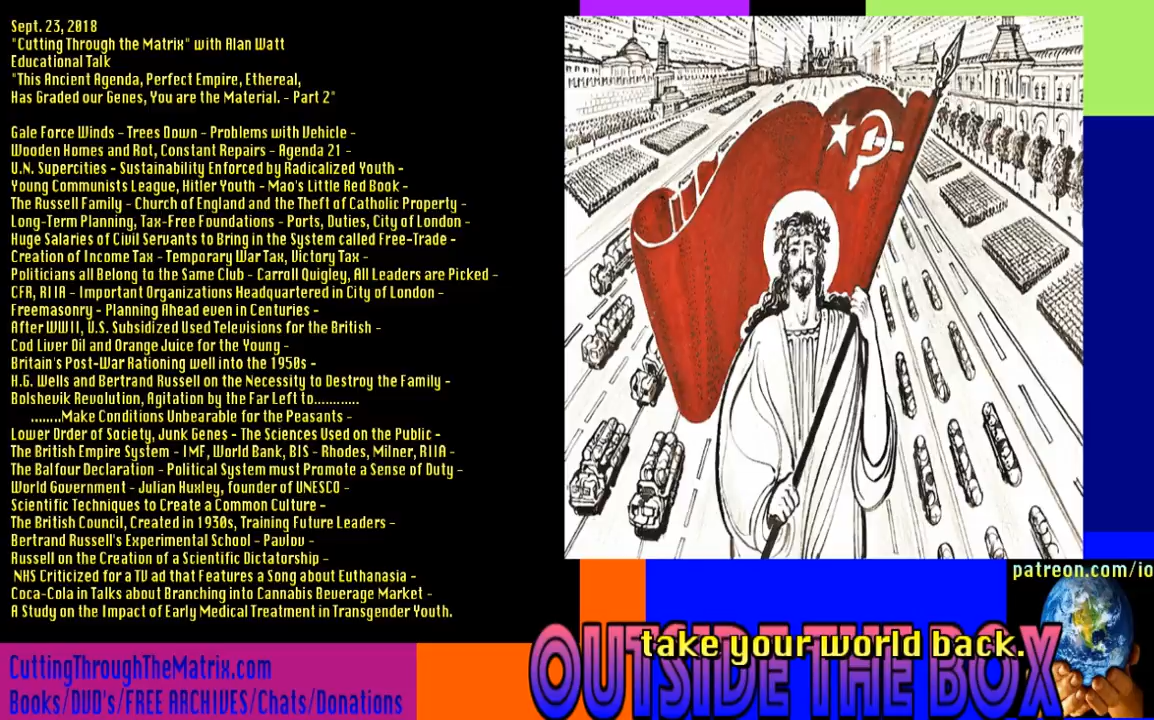 Sept. 23, 2018
"Cutting Through the Matrix" with Alan Watt
Educational Talk
"This Ancient Agenda, Perfect Empire, Ethereal,
Has Graded our Genes, You are the Material. - Part 2"
Gale Force Winds - Trees Down - Problems with Vehicle -
Wooden Homes and Rot, Constant Repairs - Agenda 21 -
U.N. Supercities - Sustainability Enforced by Radicalized Youth -
Young Communists League, Hitler Youth - Mao's Little Red Book -
The Russell Family - Church of England and the Theft of Catholic Property -
Long-Term Planning, Tax-Free Foundations - Ports, Duties, City of London -
Huge Salaries of Civil Servants to Bring in the System called Free-Trade -
Creation of Income Tax - Temporary War Tax, Victory Tax -
Politicians all Belong to the Same Club - Carroll Quigley, All Leaders are Picked -
CFR, RIIA - Important Organizations Headquartered in City of London -
Freemasonry - Planning Ahead even in Centuries -
After WWII, U.S. Subsidized Used Televisions for the British -
Cod Liver Oil and Orange Juice for the Young -
Britain's Post-War Rationing well into the 1950s -
H.G. Wells and Bertrand Russell on the Necessity to Destroy the Family -
Bolshevik Revolution, Agitation by the Far Left to............
........Make Conditions Unbearable for the Peasants -
Lower Order of Society, Junk Genes - The Sciences Used on the Public -
The British Empire System - IMF, World Bank, BIS - Rhodes, Milner, RIIA -
The Balfour Declaration - Political System must Promote a Sense of Duty -
World Government - Julian Huxley, founder of UNESCO -
Scientific Techniques to Create a Common Culture -
The British Council, Created in 1930s, Training Future Leaders -
Bertrand Russell's Experimental School - Pavlov -
Russell on the Creation of a Scientific Dictatorship -
NHS Criticized for a TV ad that Features a Song about Euthanasia -
Coca-Cola in Talks about Branching into Cannabis Beverage Market -
A Study on the Impact of Early Medical Treatment in Transgender Youth.
CuttingThroughTheMatrix.com
Books/DVD's/FREE ARCHIVES/Chats/Donations
patreon.com/io
take your world back.
OUTSIDE THE BOX